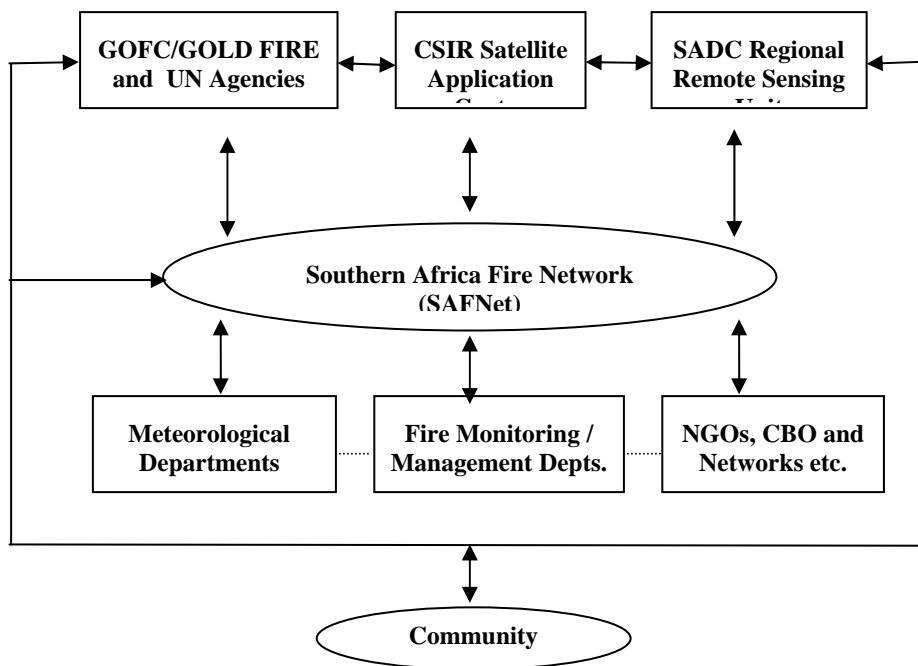 GOFC/GOLD FIRE
and UN Agencies
CSIR Satellite
Application
SADC Regional
Remote Sensing
Unit
Southern Africa Fire Network
(SAFNet)
Meteorological
Departments
Fire Monitoring /
Management Depts.
NGOs, CBO and
Networks etc.
Community